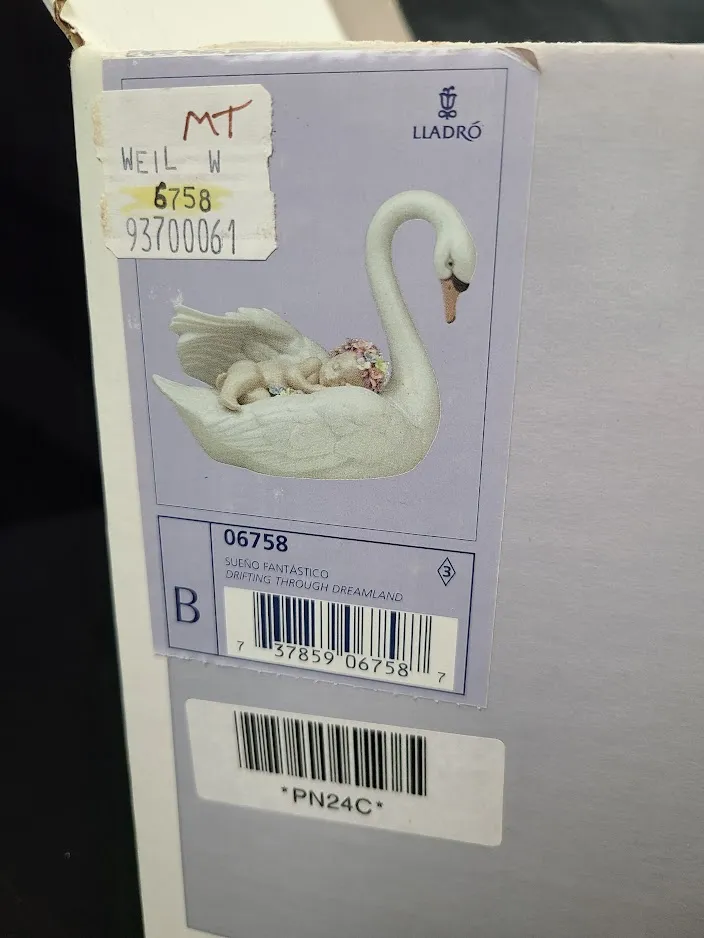 MT
WEIL W
6758
93700061
LLADRÓ
06758
SUEÑO FANTÁSTICO
DRIFTING THROUGH DREAMLAND
3
B
7 37859 06758 7
*PN24C*